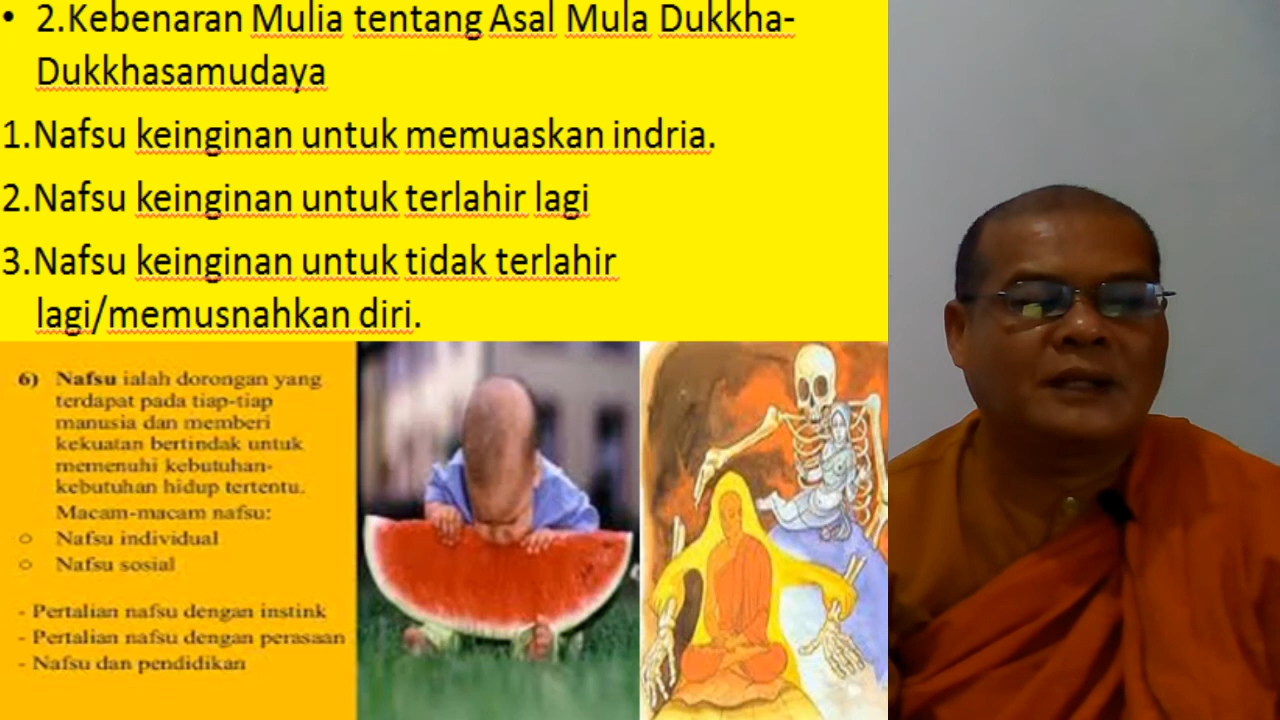 • 2.Kebenaran Mulia tentang Asal Mula Dukkha-
Dukkhasamudaya
1.Nafsu keinginan untuk memuaskan indria.
2.Nafsu keinginan untuk terlahir lagi
3.Nafsu keinginan untuk tidak terlahir
lagi/memusnahkan diri.
6) Nafsu ialah dorongan yang
terdapat pada tiap-tiap
manusia dan memberi
kekuatan bertindak untuk
memenuhi kebutuhan-
kebutuhan hidup tertentu.
Macam-macam nafsu:
○ Nafsu individual
○ Nafsu sosial
- Pertalian nafsu dengan instink
- Pertalian nafsu dengan perasaan
- Nafsu dan pendidikan